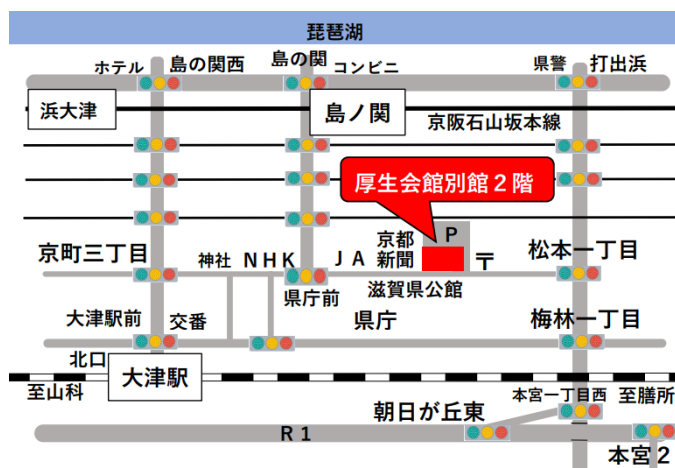 琵琶湖
ホテル
島の関西
島の関
コンビニ
県警
打出浜
浜大津
島ノ関
京阪石山坂本線
厚生会館別館２階
京町三丁目
神社
ＮＨＫ
ＪＡ
京都
新聞
Ｐ
〒
松本一丁目
県庁前
滋賀県公館
大津駅前
交番
県庁
梅林一丁目
北口
大津駅
至山科
本宮一丁目西
至膳所
朝日が丘東
Ｒ１
本宮２